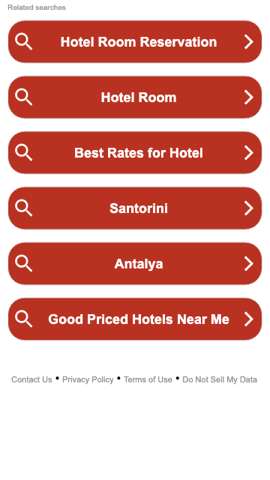 Related searches
Hotel Room Reservation
Hotel Room
Best Rates for Hotel
Santorini
Antalya
Good Priced Hotels Near Me
Contact Us • Privacy Policy • Terms of Use • Do Not Sell My Data